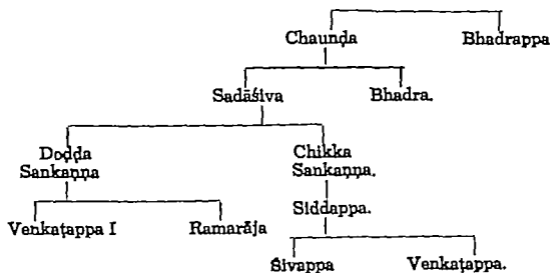 Chaunḍa Bhadrappa
Sadāśiva Bhadra.
Doḍḍa Chikka
Sankaṇṇa Sankaṇṇa.
Siddappa.
Venkaṭappa I Ramarāja
Śivappa Venkaṭappa.